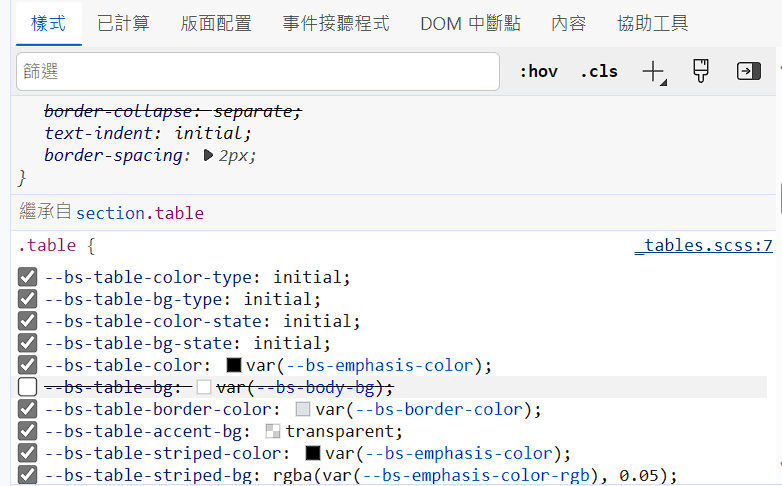 樣式 已計算 版面配置 事件接聽程式 DOM 中斷點 內容 協助工具
篩選 :hov .cls
border-collapse: separate;
text-indent: initial;
border-spacing: 2px;
}
繼承自 section.table
.table { _tables.scss:7
--bs-table-color-type: initial;
--bs-table-bg-type: initial;
--bs-table-color-state: initial;
--bs-table-bg-state: initial;
--bs-table-color: var(--bs-emphasis-color);
--bs-table-bg: var(--bs-body-bg);
--bs-table-border-color: var(--bs-border-color);
--bs-table-accent-bg: transparent;
--bs-table-striped-color: var(--bs-emphasis-color);
--bs-table-striped-bg: rgba(var(--bs-emphasis-color-rgb), 0.05);